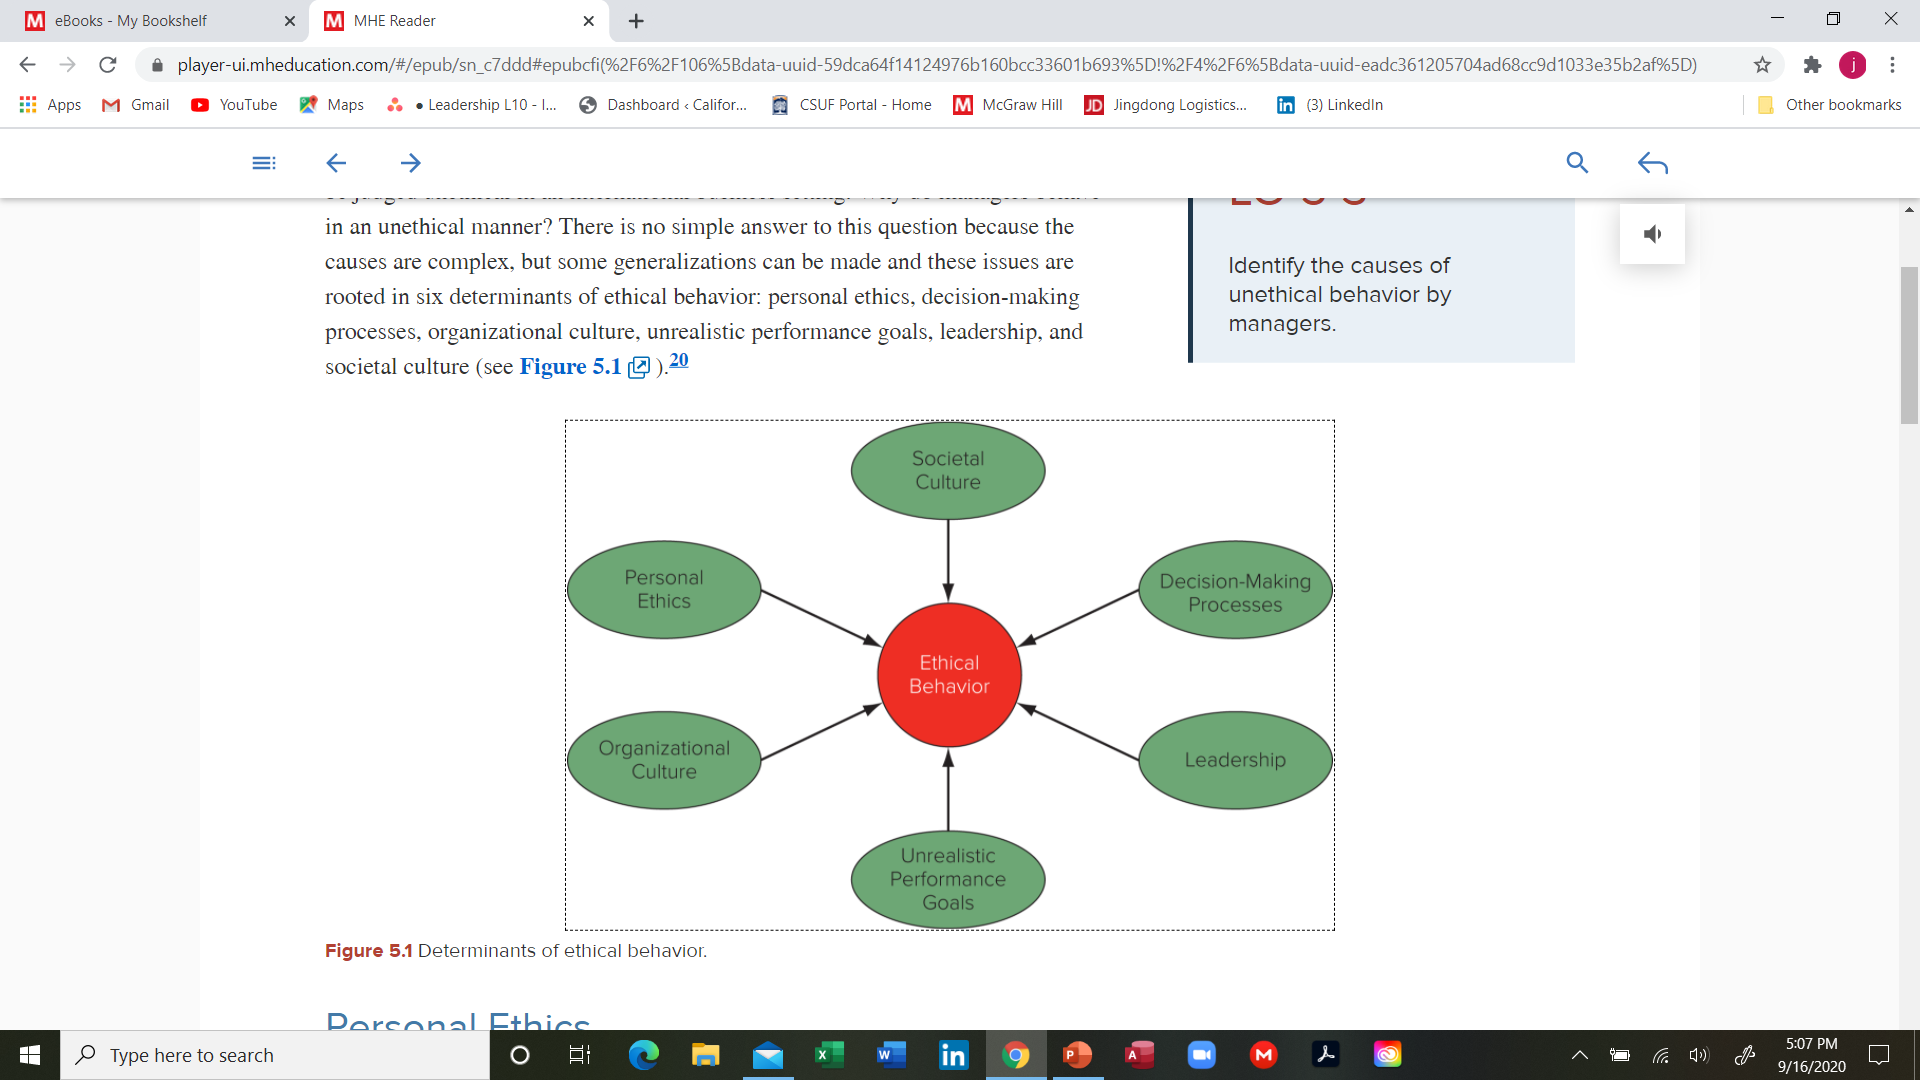 eBooks - My Bookshelf
MHE Reader
player-ui.mheducation.com/#/epub/sn_c7ddd#epubcfi(%2F6%2F106%5Bdata-uuid-59dca64f14124976b160bcc33601b693%5D!%2F4%2F6%5Bdata-uuid-eadc361205704ad68cc9d1033e35b2af%5D)
j
Apps Gmail YouTube Maps • Leadership L10 - I... Dashboard ‹ Califor... CSUF Portal - Home McGraw Hill JD Jingdong Logistics... in (3) LinkedIn Other bookmarks
in an unethical manner? There is no simple answer to this question because the
causes are complex, but some generalizations can be made and these issues are
rooted in six determinants of ethical behavior: personal ethics, decision-making
processes, organizational culture, unrealistic performance goals, leadership, and
societal culture (see Figure 5.1 ).20
Identify the causes of
unethical behavior by
managers.
Societal
Culture
Personal
Ethics
Decision-Making
Processes
Ethical
Behavior
Organizational
Culture
Leadership
Unrealistic
Performance
Goals
Figure 5.1 Determinants of ethical behavior.
Personal Ethics
Type here to search
5:07 PM
9/16/2020